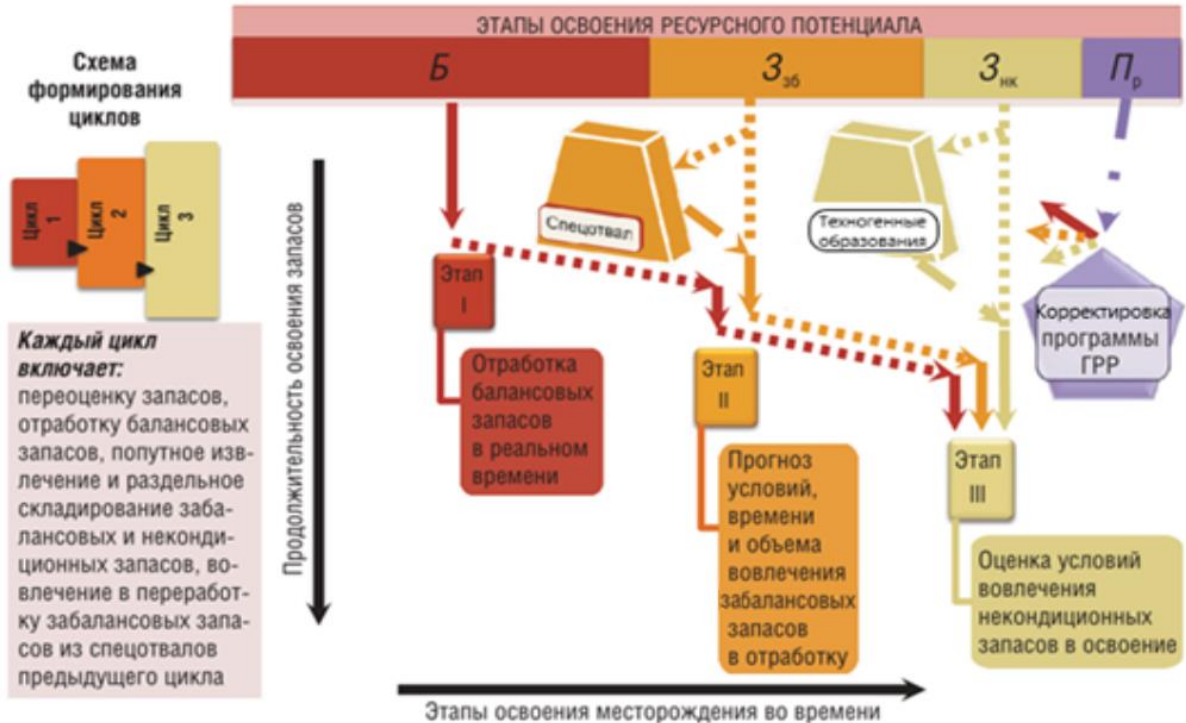 ЭТАПЫ ОСВОЕНИЯ РЕСУРСНОГО ПОТЕНЦИАЛА
Б
Ззб
Знк
Пр
Схема
формирования
циклов
Цикл
1
Цикл
2
Цикл
3
Каждый цикл
включает:
переоценку запасов,
отработку балансовых
запасов, попутное изв-
лечение и раздельное
складирование заба-
лансовых и неконди-
ционных запасов, во-
влечение в переработ-
ку забалансовых запа-
сов из спецотвалов
предыдущего цикла
Продолжительность освоения запасов
Спецотвал
Техногенные
образования
Корректировка
программы
ГРР
Этап
I
Отработка
балансовых
запасов
в реальном
времени
Этап
II
Прогноз
условий,
времени
и объема
вовлечения
забалансовых
запасов
в отработку
Этап
III
Оценка условий
вовлечения
некондиционных
запасов в освоение
Этапы освоения месторождения во времени